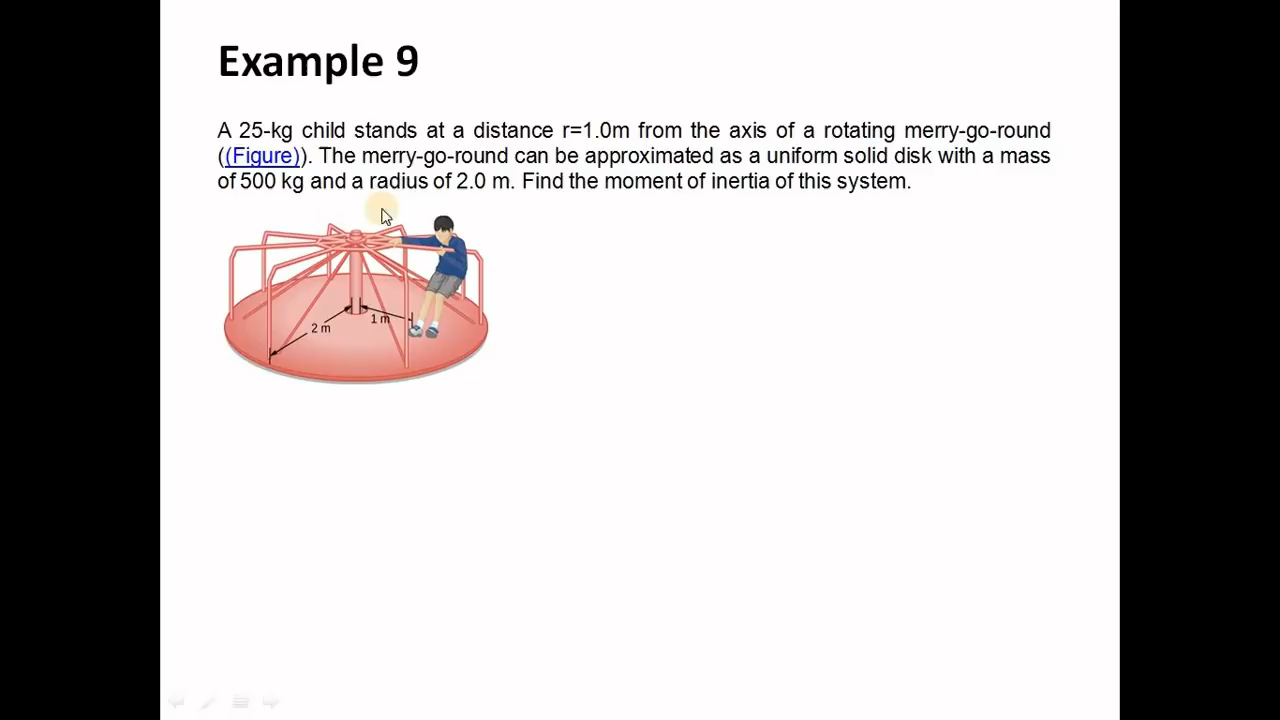 Example 9
A 25-kg child stands at a distance r=1.0m from the axis of a rotating merry-go-round
((Figure)). The merry-go-round can be approximated as a uniform solid disk with a mass
of 500 kg and a radius of 2.0 m. Find the moment of inertia of this system.
1 m
2 m